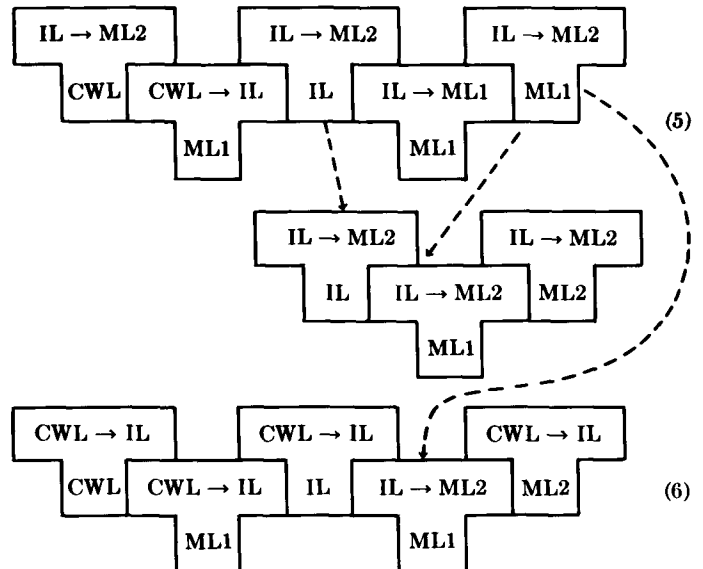 IL → ML2 IL → ML2 IL → ML2
CWL CWL → IL IL IL → ML1 ML1
(5)
ML1 ML1
IL → ML2 IL → ML2
IL IL → ML2 ML2
ML1
CWL → IL CWL → IL CWL → IL
CWL CWL → IL IL IL → ML2 ML2
(6)
ML1 ML1